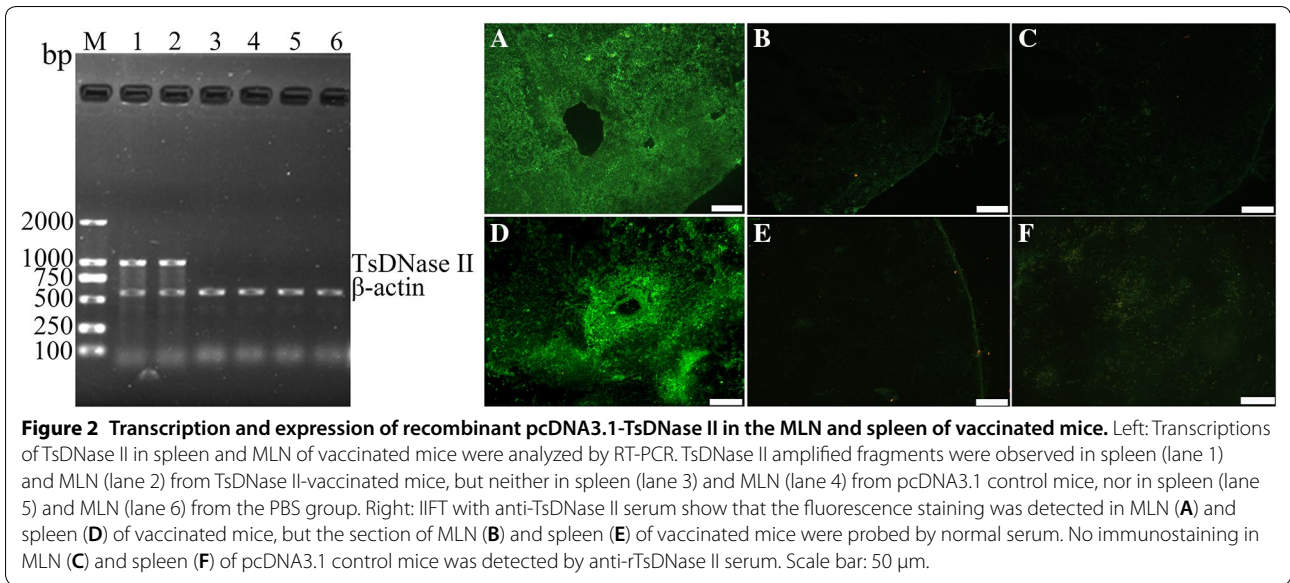 bp M 1 2 3 4 5 6
2000
1000
750
500
250
100
TsDNase II
β-actin
A B C
D E F
Figure 2 Transcription and expression of recombinant pcDNA3.1-TsDNase II in the MLN and spleen of vaccinated mice. Left: Transcriptions
of TsDNase II in spleen and MLN of vaccinated mice were analyzed by RT-PCR. TsDNase II amplified fragments were observed in spleen (lane 1)
and MLN (lane 2) from TsDNase II-vaccinated mice, but neither in spleen (lane 3) and MLN (lane 4) from pcDNA3.1 control mice, nor in spleen (lane
5) and MLN (lane 6) from the PBS group. Right: IIFT with anti-TsDNase II serum show that the fluorescence staining was detected in MLN (A) and
spleen (D) of vaccinated mice, but the section of MLN (B) and spleen (E) of vaccinated mice were probed by normal serum. No immunostaining in
MLN (C) and spleen (F) of pcDNA3.1 control mice was detected by anti-rTsDNase II serum. Scale bar: 50 μm.